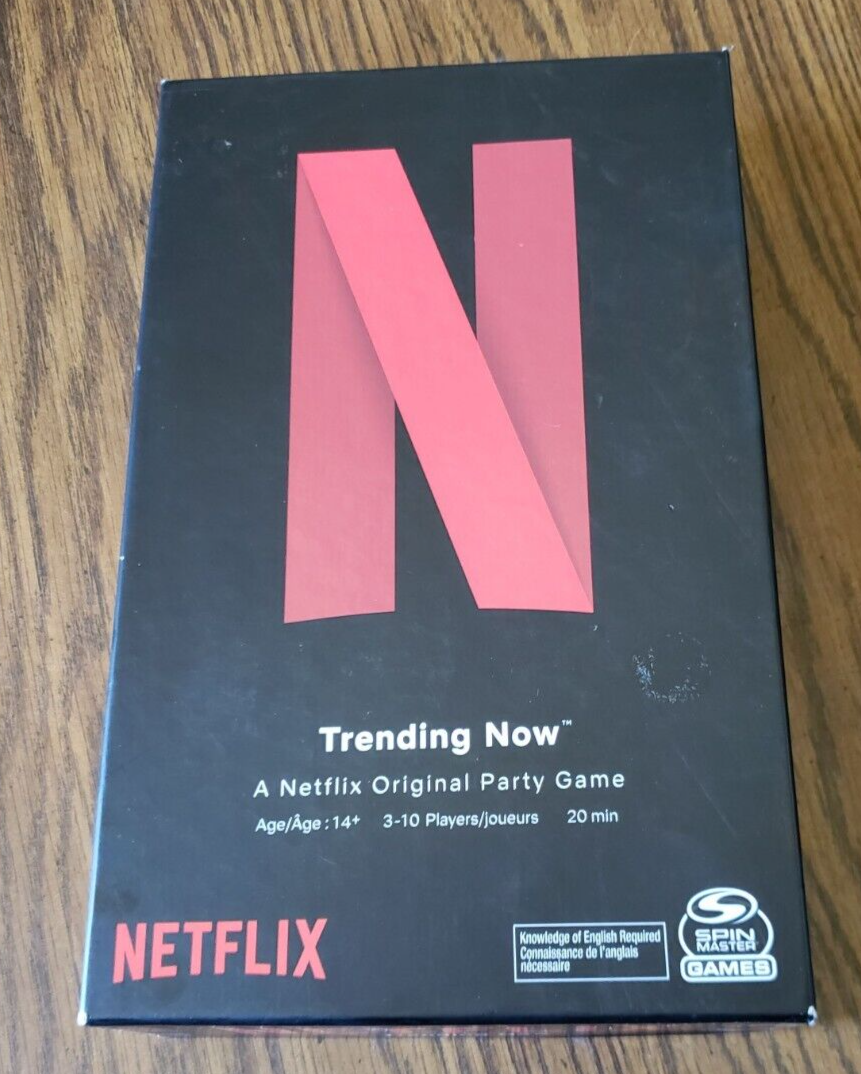 N
Trending Now™
A Netflix Original Party Game
Age/Âge : 14+ 3-10 Players/joueurs 20 min
NETFLIX
Knowledge of English Required
Connaissance de l'anglais
nécessaire
SPIN
MASTER
GAMES